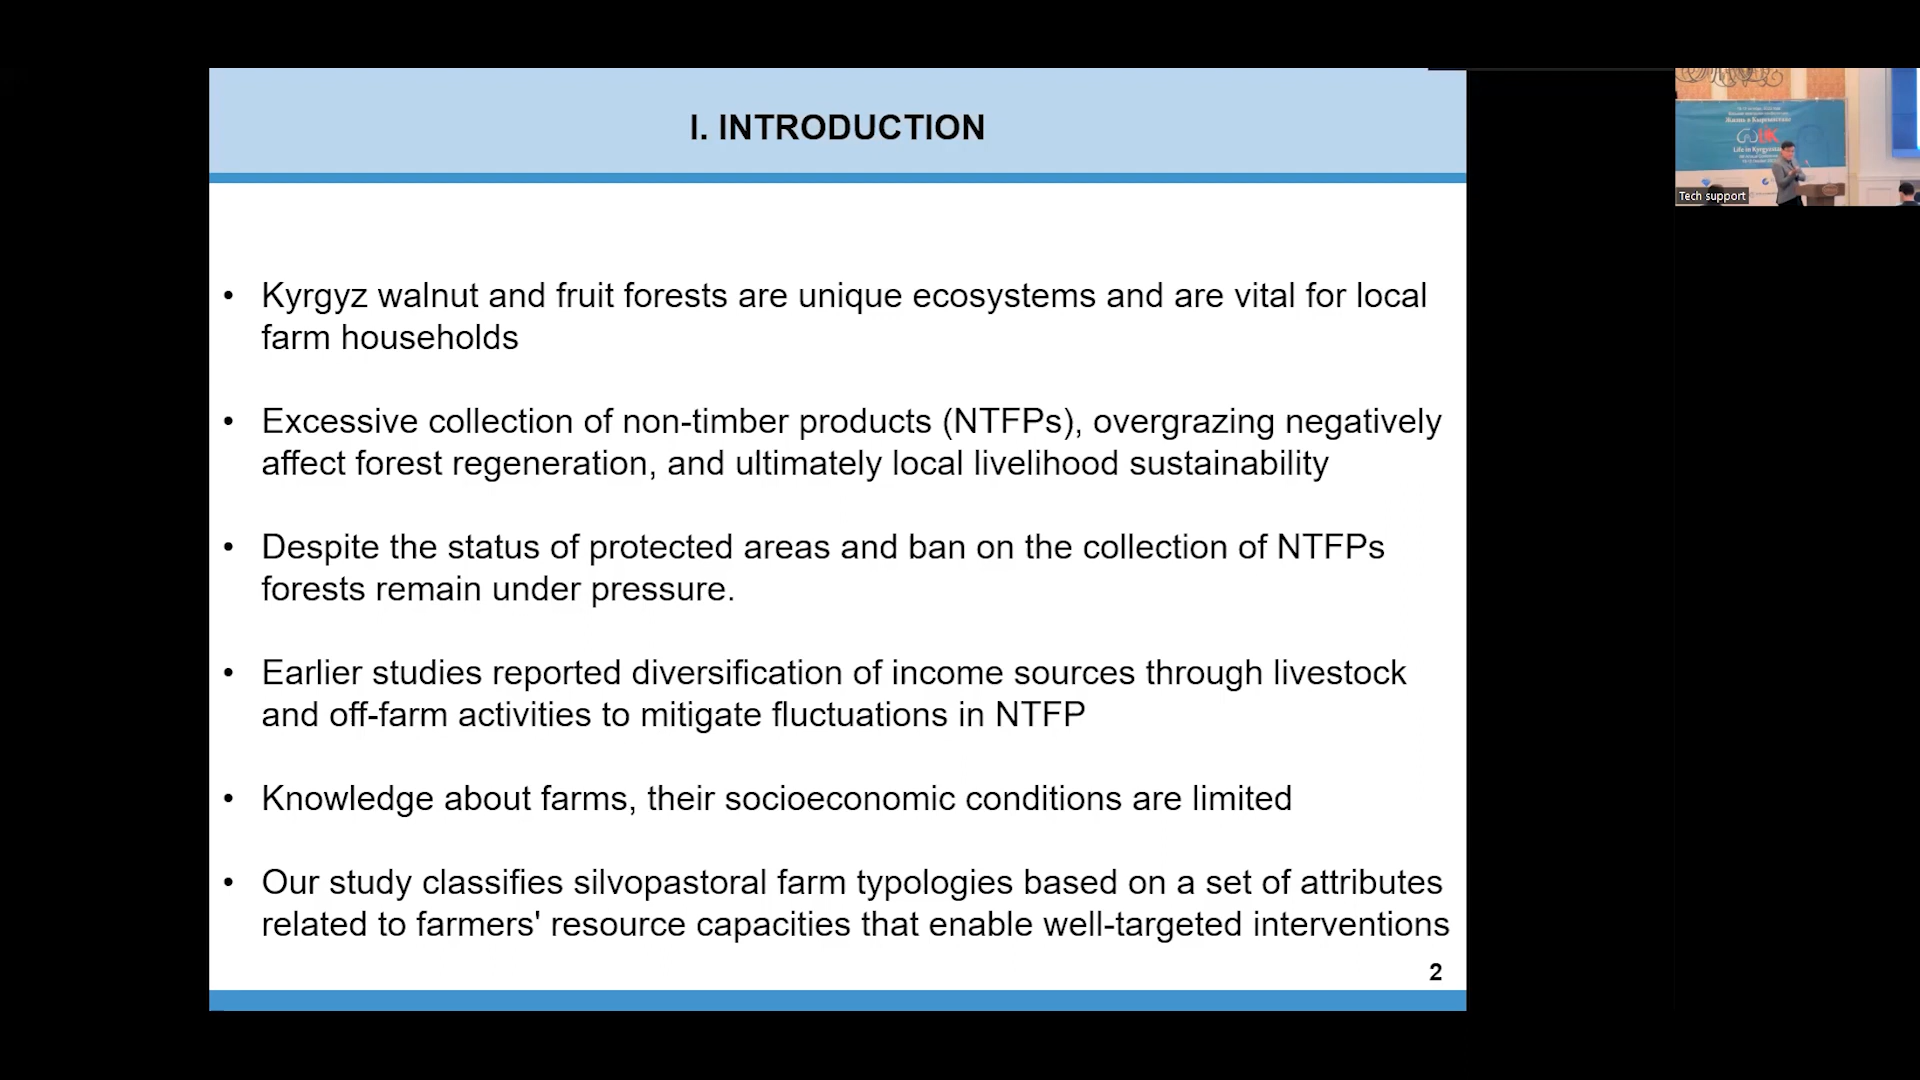 I. INTRODUCTION
• Kyrgyz walnut and fruit forests are unique ecosystems and are vital for local
farm households
• Excessive collection of non-timber products (NTFPs), overgrazing negatively
affect forest regeneration, and ultimately local livelihood sustainability
• Despite the status of protected areas and ban on the collection of NTFPs
forests remain under pressure.
• Earlier studies reported diversification of income sources through livestock
and off-farm activities to mitigate fluctuations in NTFP
• Knowledge about farms, their socioeconomic conditions are limited
• Our study classifies silvopastoral farm typologies based on a set of attributes
related to farmers' resource capacities that enable well-targeted interventions
2
Жизнь в Кыргызстане
Life in Kyrgyzstan
Tech support